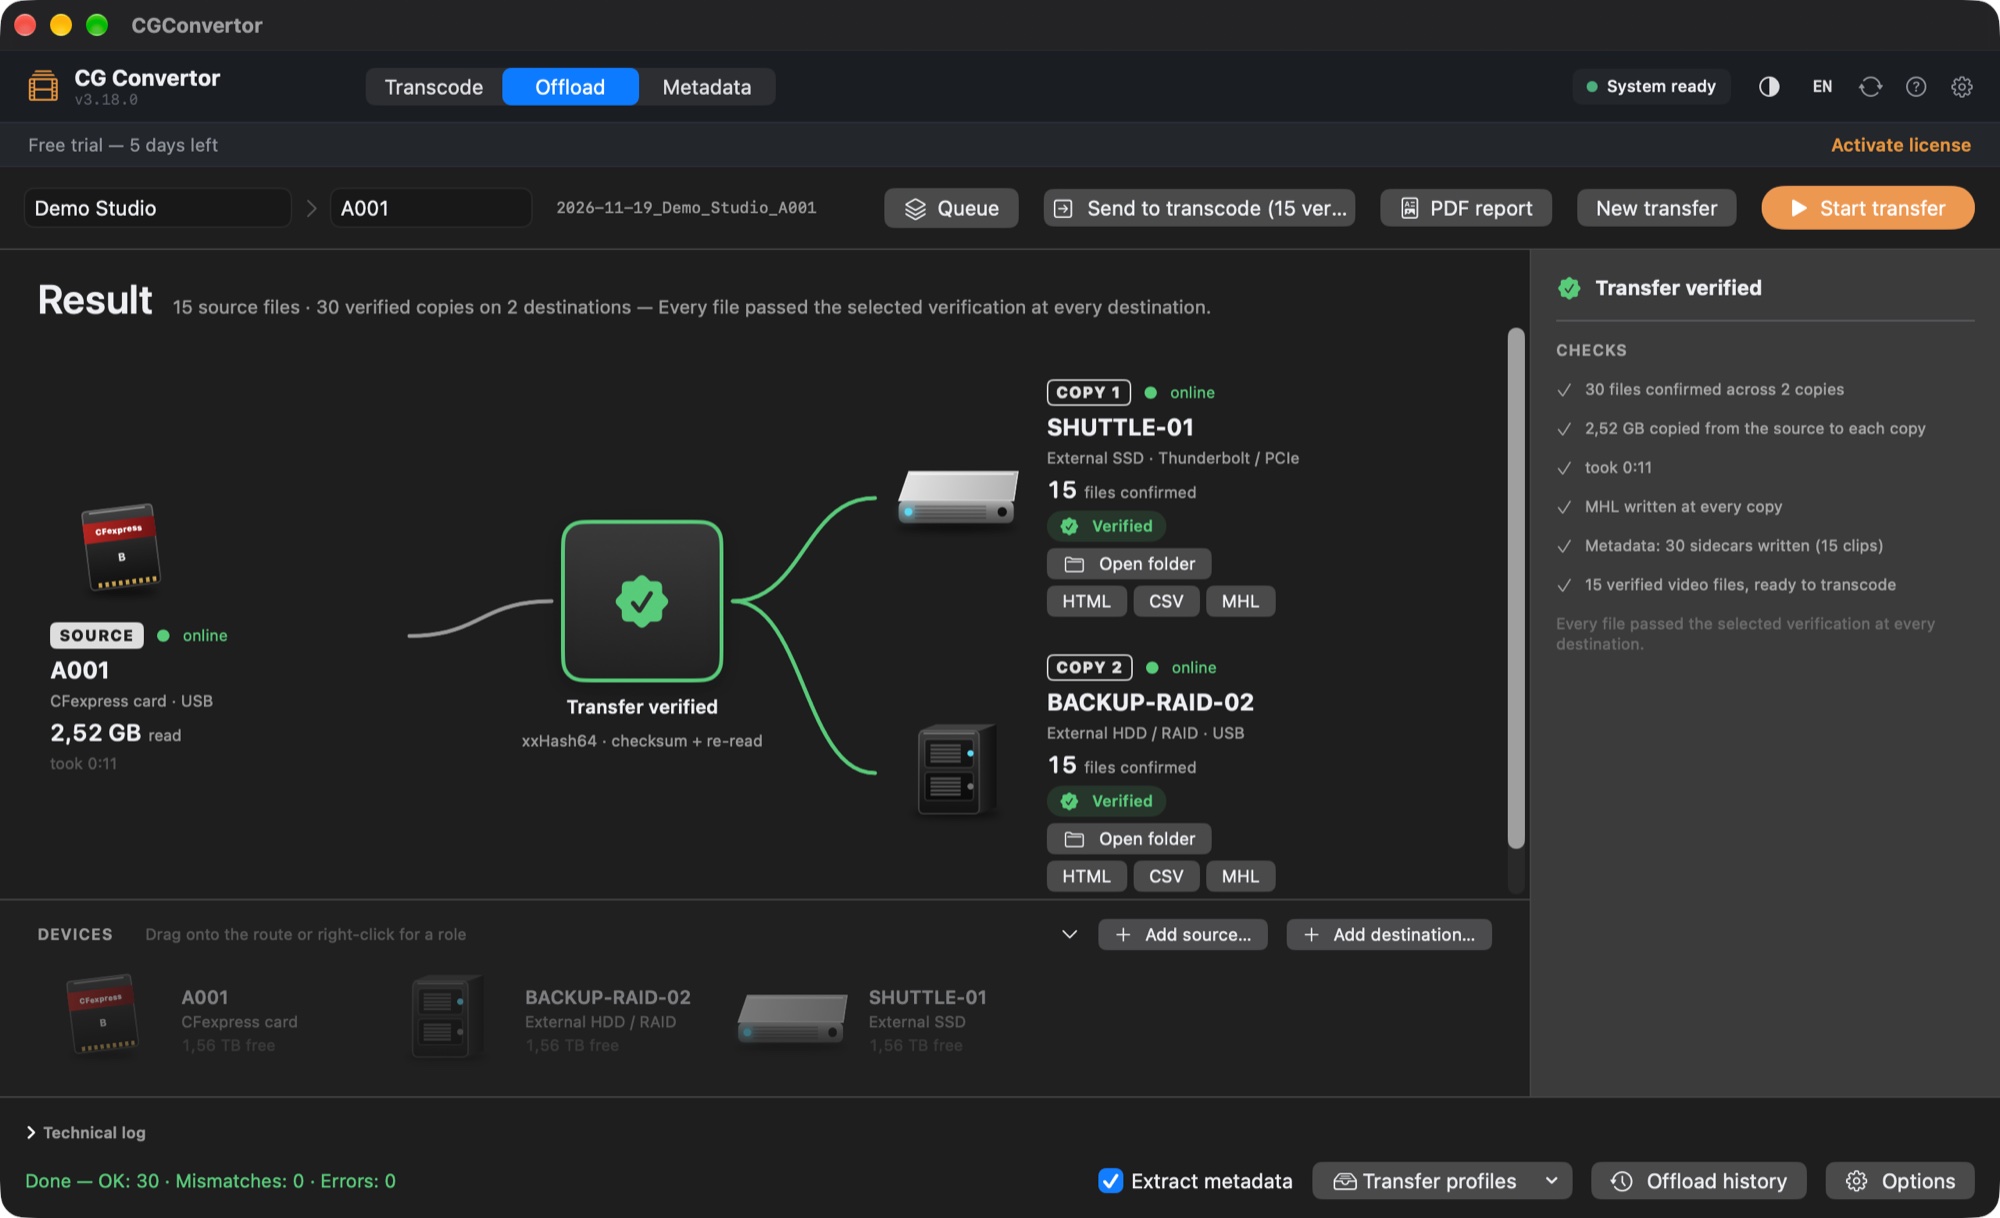 CGConvertor
CG Convertor
v3.18.0
Transcode
Offload
Metadata
System ready
EN
Free trial — 5 days left
Activate license
Demo Studio
A001
2026-11-19_Demo_Studio_A001
Queue
Send to transcode (15 ver...
PDF report
New transfer
Start transfer
Result
15 source files · 30 verified copies on 2 destinations — Every file passed the selected verification at every destination.
CFexpress
B
SOURCE
online
A001
CFexpress card · USB
2,52 GB read
took 0:11
Transfer verified
xxHash64 · checksum + re-read
COPY 1
online
SHUTTLE-01
External SSD · Thunderbolt / PCIe
15 files confirmed
Verified
Open folder
HTML
CSV
MHL
COPY 2
online
BACKUP-RAID-02
External HDD / RAID · USB
15 files confirmed
Verified
Open folder
HTML
CSV
MHL
Transfer verified
CHECKS
30 files confirmed across 2 copies
2,52 GB copied from the source to each copy
took 0:11
MHL written at every copy
Metadata: 30 sidecars written (15 clips)
15 verified video files, ready to transcode
Every file passed the selected verification at every
destination.
DEVICES
Drag onto the route or right-click for a role
Add source...
Add destination...
CFexpress
B
A001
CFexpress card
1,56 TB free
BACKUP-RAID-02
External HDD / RAID
1,56 TB free
SHUTTLE-01
External SSD
1,56 TB free
Technical log
Done — OK: 30 · Mismatches: 0 · Errors: 0
Extract metadata
Transfer profiles
Offload history
Options